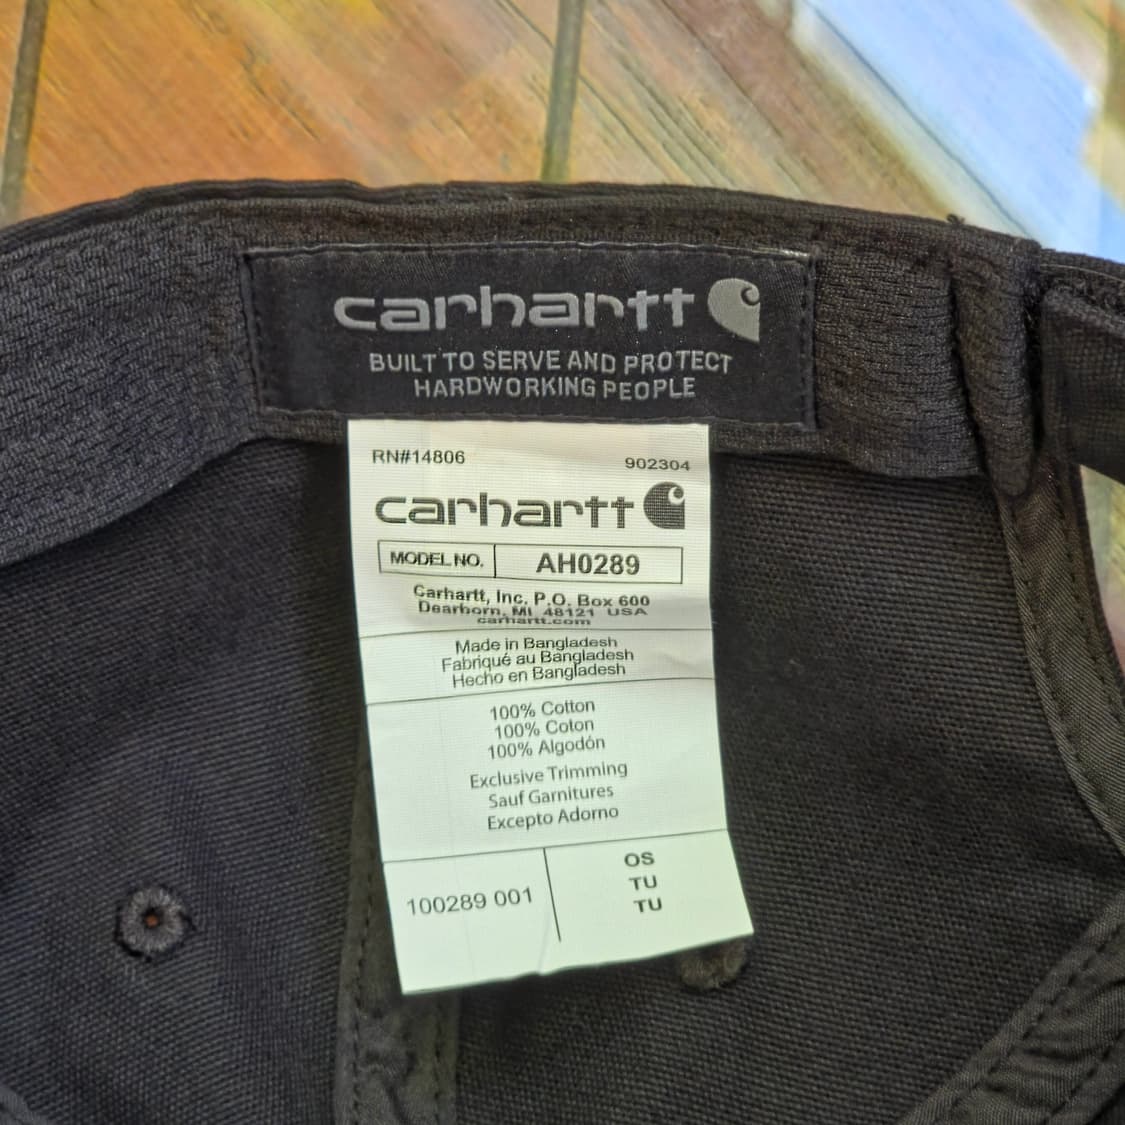 carhartt
BUILT TO SERVE AND PROTECT
HARDWORKING PEOPLE
RN#14806 902304
carhartt
MODEL NO. AH0289
Carhartt, Inc. P.O. Box 600
Dearborn, MI 48121 USA
carhartt.com
Made in Bangladesh
Fabriqué au Bangladesh
Hecho en Bangladesh
100% Cotton
100% Coton
100% Algodón
Exclusive Trimming
Sauf Garnitures
Excepto Adorno
100289 001
OS
TU
TU